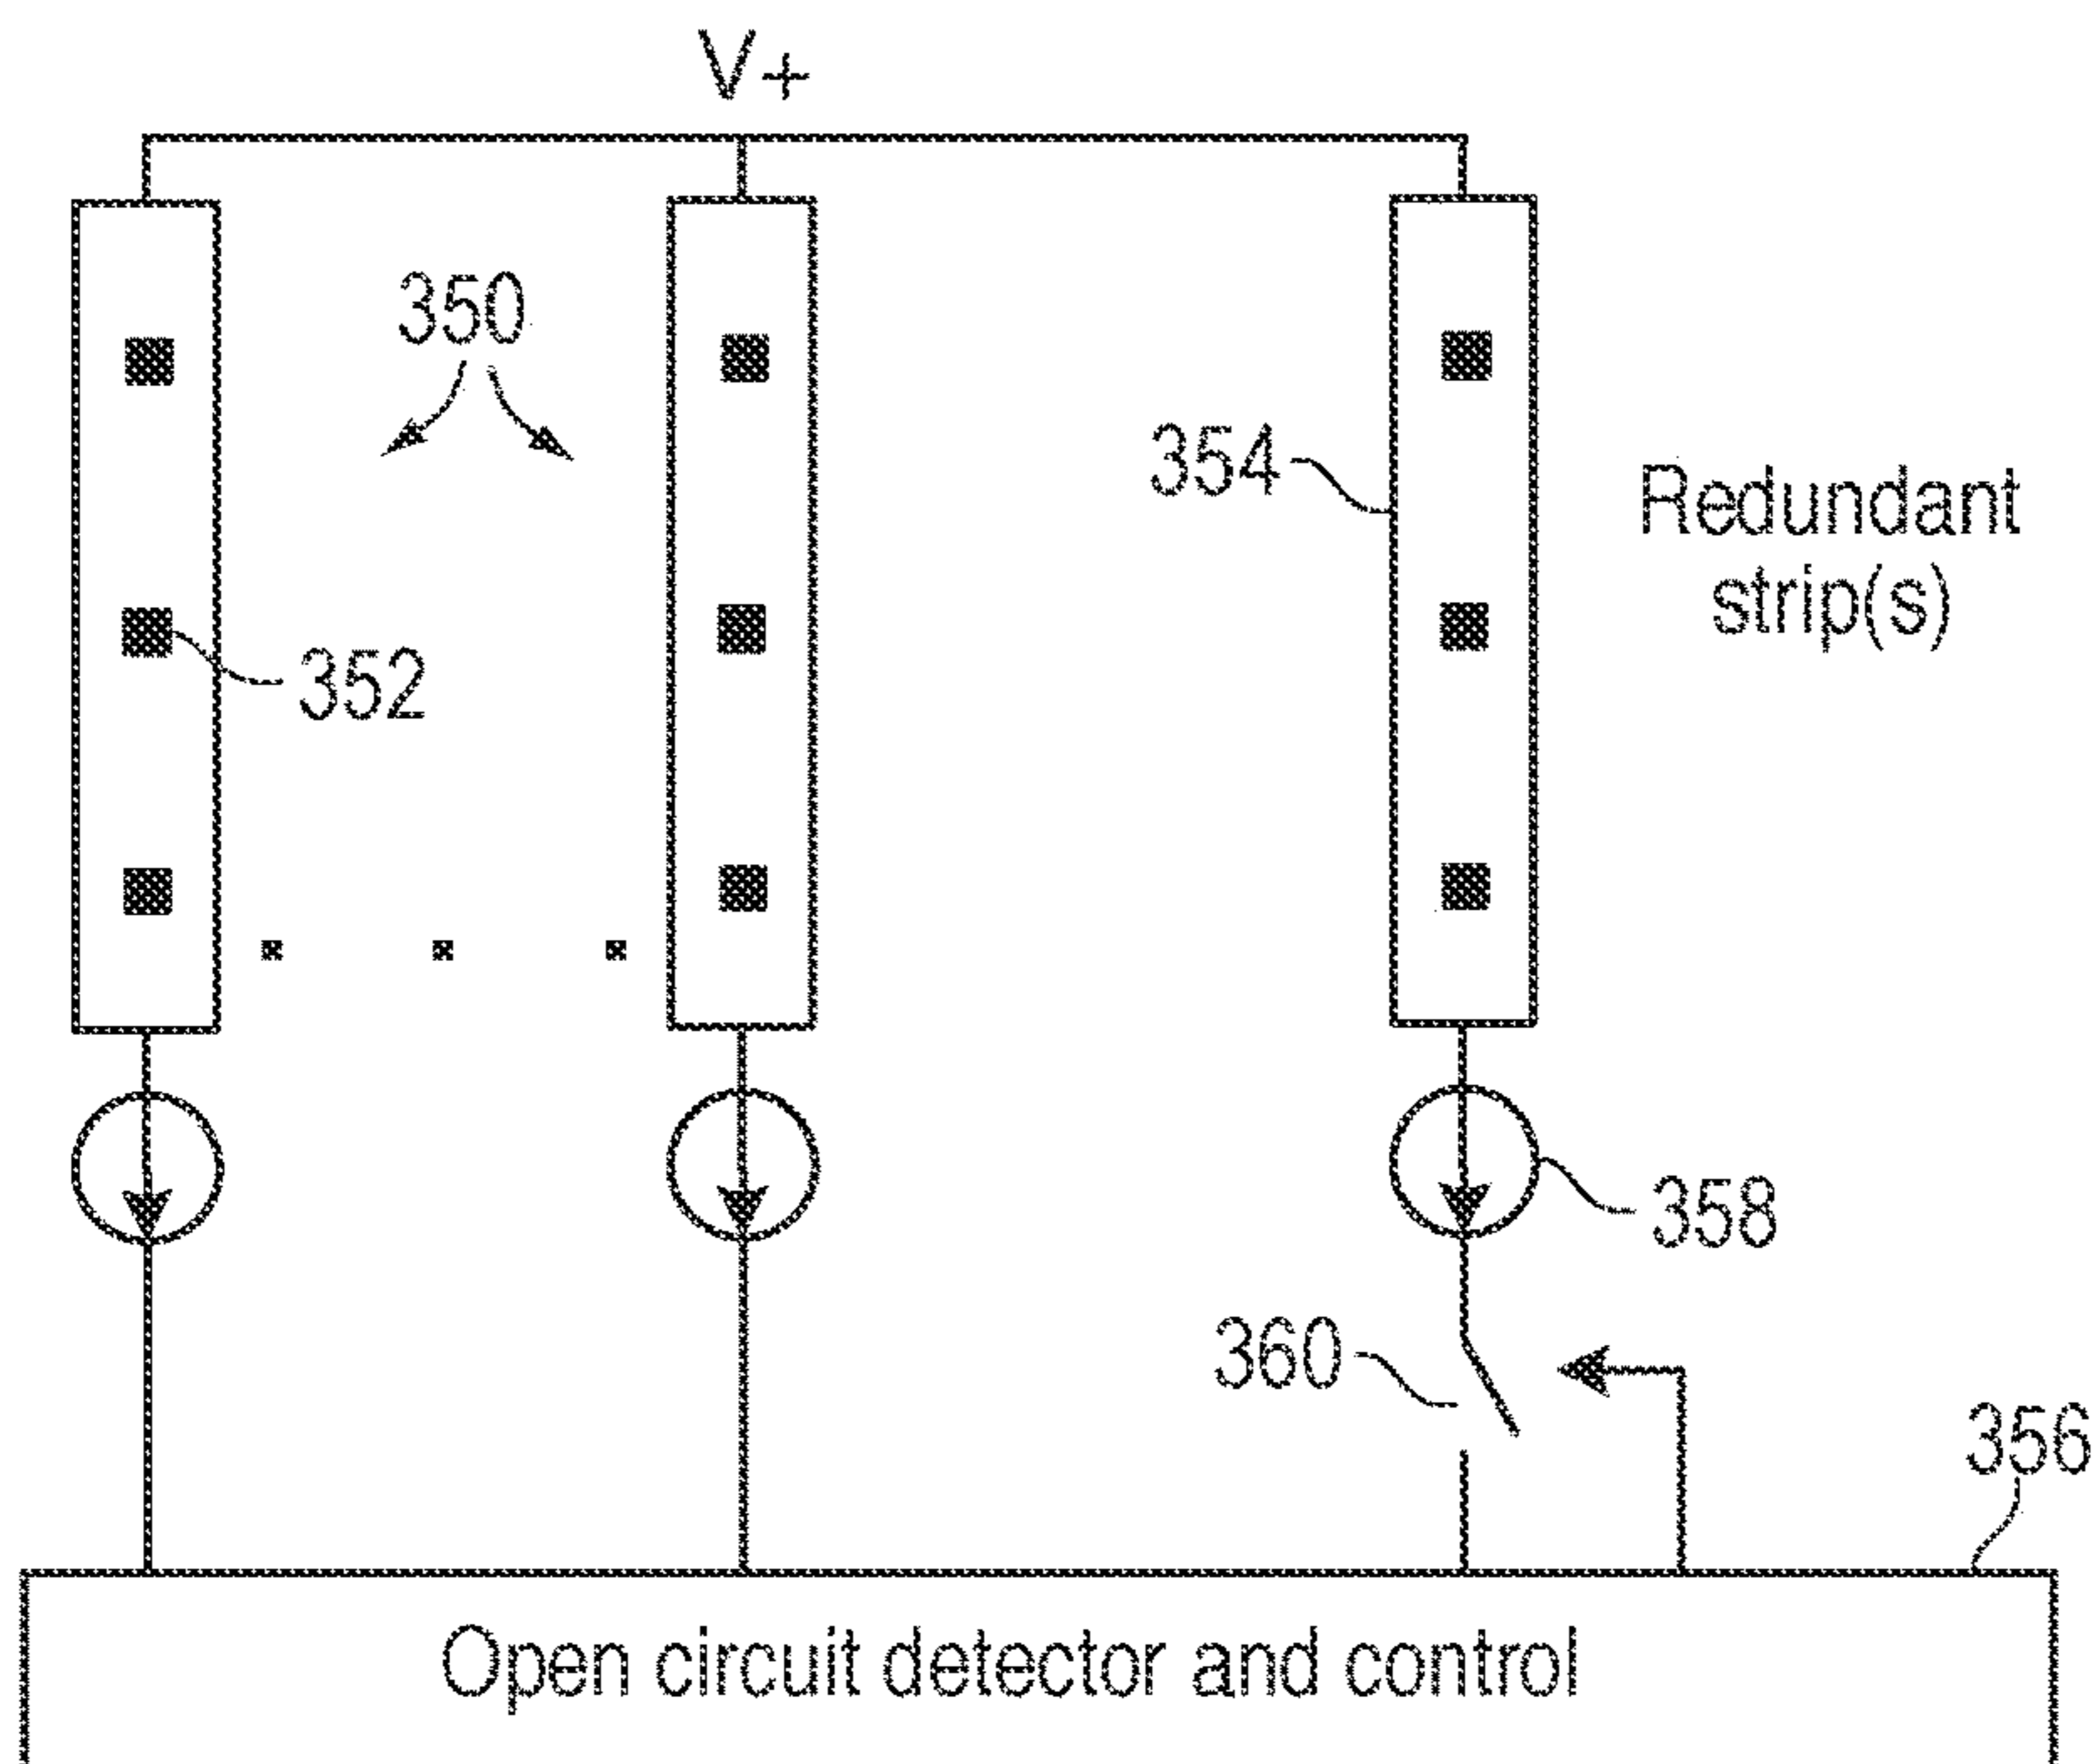 V+
350
354
Redundant
strip(s)
352
358
360
356
Open circuit detector and control